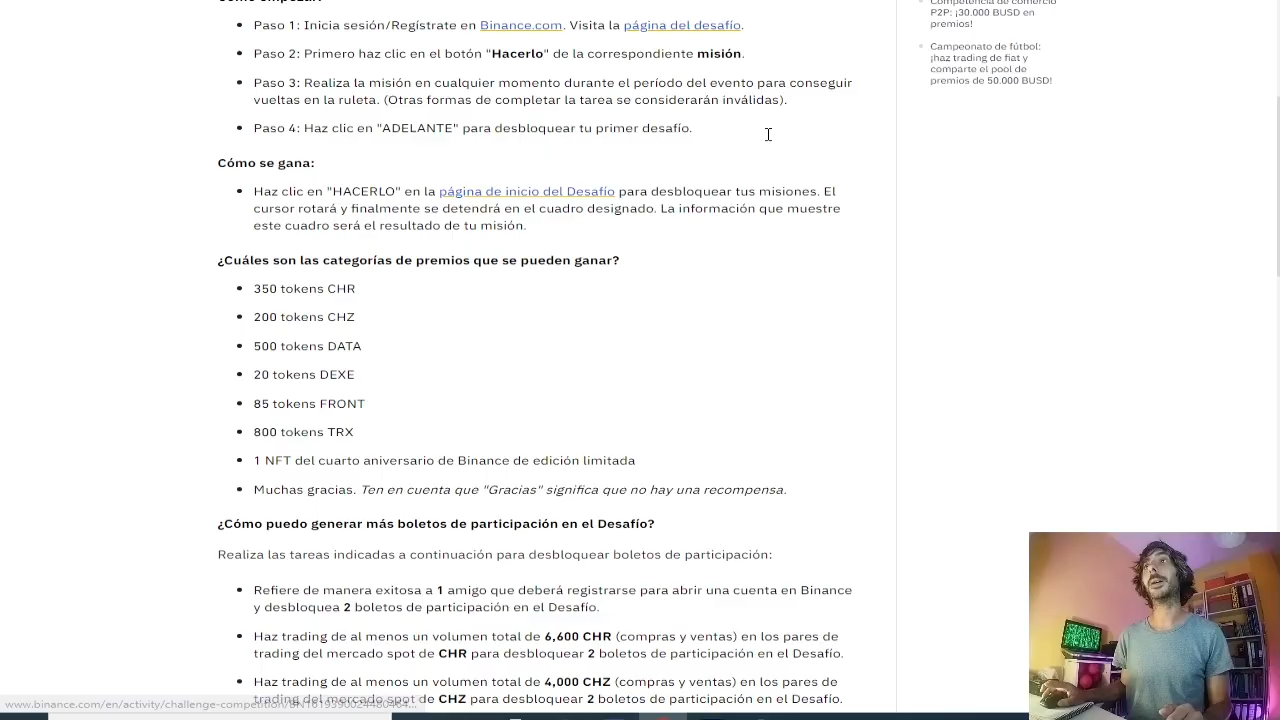 Paso 1: Inicia sesión/Regístrate en Binance.com. Visita la página del desafío.
Paso 2: Primero haz clic en el botón "Hacerlo" de la correspondiente misión.
Paso 3: Realiza la misión en cualquier momento durante el período del evento para conseguir
vueltas en la ruleta. (Otras formas de completar la tarea se considerarán inválidas).
Paso 4: Haz clic en "ADELANTE" para desbloquear tu primer desafío.
Cómo se gana:
Haz clic en "HACERLO" en la página de inicio del Desafío para desbloquear tus misiones. El
cursor rotará y finalmente se detendrá en el cuadro designado. La información que muestre
este cuadro será el resultado de tu misión.
¿Cuáles son las categorías de premios que se pueden ganar?
350 tokens CHR
200 tokens CHZ
500 tokens DATA
20 tokens DEXE
85 tokens FRONT
800 tokens TRX
1 NFT del cuarto aniversario de Binance de edición limitada
Muchas gracias. Ten en cuenta que "Gracias" significa que no hay una recompensa.
¿Cómo puedo generar más boletos de participación en el Desafío?
Realiza las tareas indicadas a continuación para desbloquear boletos de participación:
Refiere de manera exitosa a 1 amigo que deberá registrarse para abrir una cuenta en Binance
y desbloquea 2 boletos de participación en el Desafío.
Haz trading de al menos un volumen total de 6,600 CHR (compras y ventas) en los pares de
trading del mercado spot de CHR para desbloquear 2 boletos de participación en el Desafío.
Haz trading de al menos un volumen total de 4,000 CHZ (compras y ventas) en los pares de
trading del mercado spot de CHZ para desbloquear 2 boletos de participación en el Desafío.
Competencia de comercio
P2P: ¡30.000 BUSD en
premios!
Campeonato de fútbol:
¡haz trading de fiat y
comparte el pool de
premios de 50.000 BUSD!